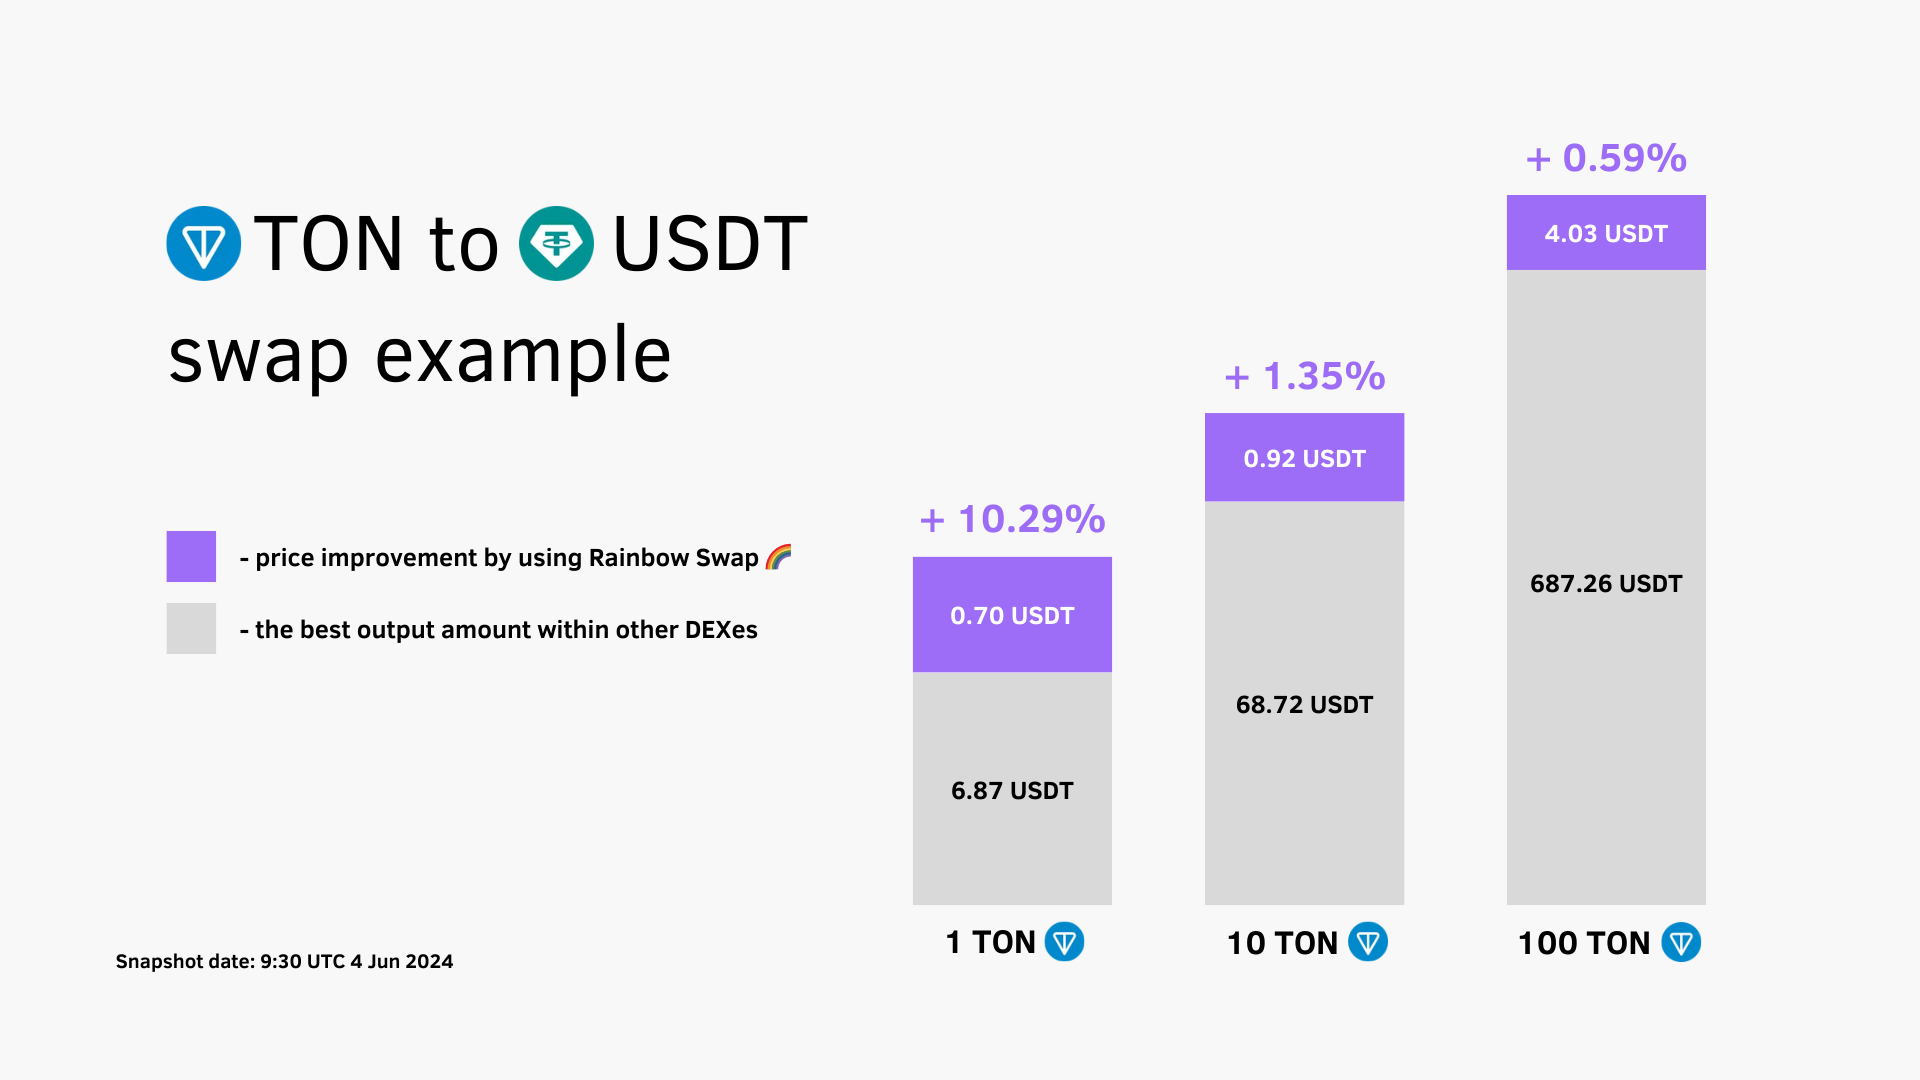 TON to USDT
swap example
- price improvement by using Rainbow Swap 🌈
- the best output amount within other DEXes
Snapshot date: 9:30 UTC 4 Jun 2024
+ 10.29%
0.70 USDT
6.87 USDT
1 TON
+ 1.35%
0.92 USDT
68.72 USDT
10 TON
+ 0.59%
4.03 USDT
687.26 USDT
100 TON